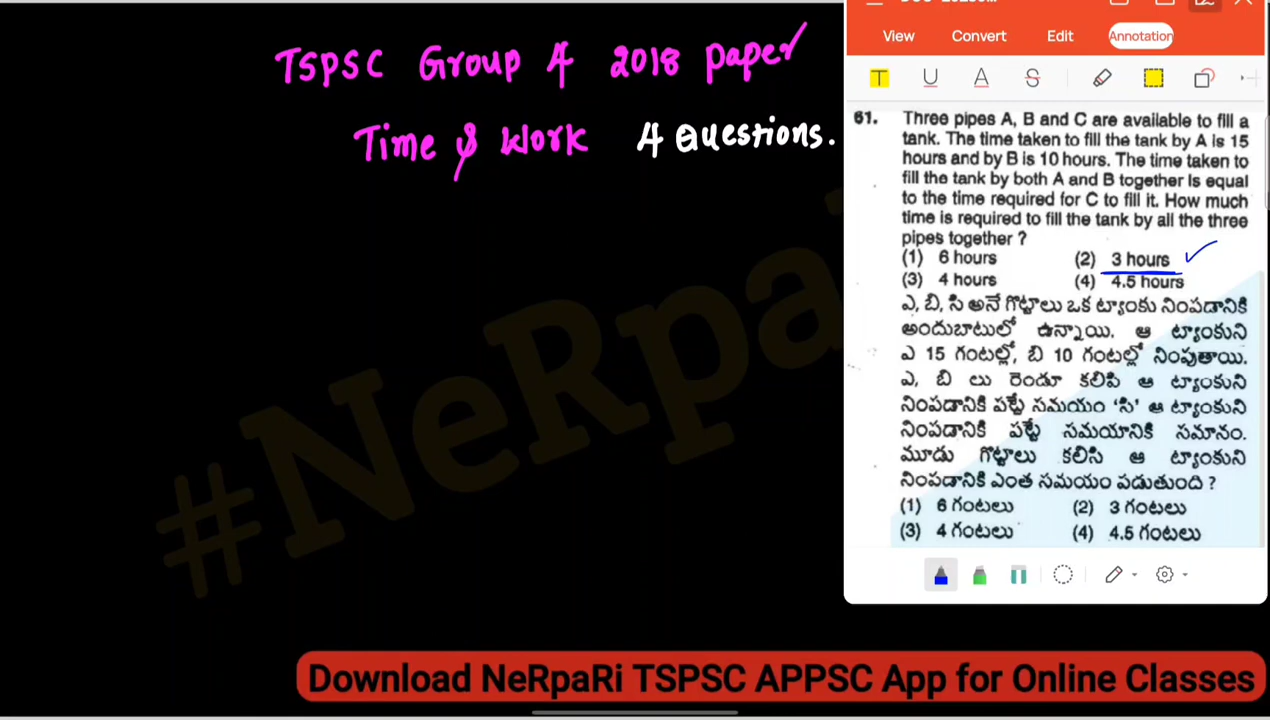 TSPSC Group 4 2018 paper
Time & Work 4 Questions.
#NeRpa
View Convert Edit Annotation
61. Three pipes A, B and C are available to fill a
tank. The time taken to fill the tank by A is 15
hours and by B is 10 hours. The time taken to
fill the tank by both A and B together Is equal
to the time required for C to fill it. How much
time is required to fill the tank by all the three
pipes together ?
(1) 6 hours (2) 3 hours
(3) 4 hours (4) 4.5 hours
ఎ, బి, సి అనే గొట్టాలు ఒక ట్యాంకు నింపడానికి
అందుబాటులో ఉన్నాయి. ఆ ట్యాంకుని
ఎ 15 గంటల్లో, బి 10 గంటల్లో నింపుతాయి.
ఎ, బి లు రెండూ కలిపి ఆ ట్యాంకుని
నింపడానికి పట్టే సమయం ‘సి’ ఆ ట్యాంకుని
నింపడానికి పట్టే సమయానికి సమానం.
మూడు గొట్టాలు కలిసి ఆ ట్యాంకుని
నింపడానికి ఎంత సమయం పడుతుంది ?
(1) 6 గంటలు (2) 3 గంటలు
(3) 4 గంటలు (4) 4.5 గంటలు
Download NeRpaRi TSPSC APPSC App for Online Classes